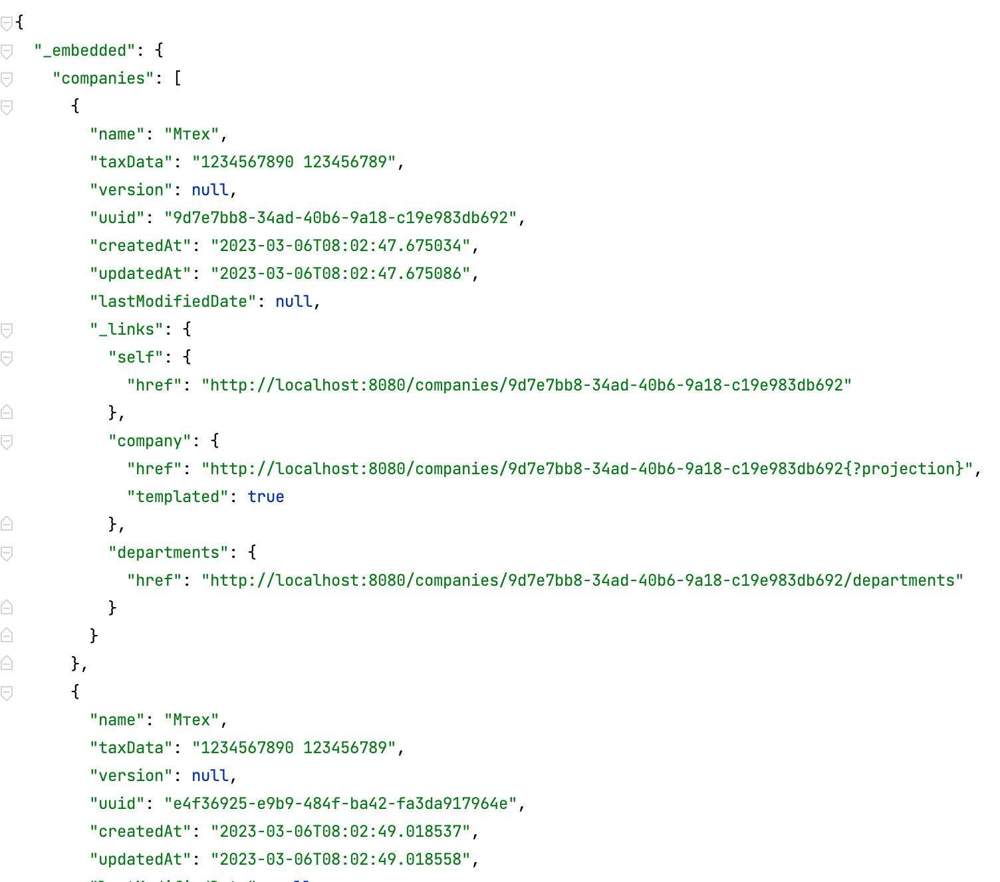 {
"_embedded": {
"companies": [
{
"name": "Мтех",
"taxData": "1234567890 123456789",
"version": null,
"uuid": "9d7e7bb8-34ad-40b6-9a18-c19e983db692",
"createdAt": "2023-03-06T08:02:47.675034",
"updatedAt": "2023-03-06T08:02:47.675086",
"lastModifiedDate": null,
"_links": {
"self": {
"href": "http://localhost:8080/companies/9d7e7bb8-34ad-40b6-9a18-c19e983db692"
},
"company": {
"href": "http://localhost:8080/companies/9d7e7bb8-34ad-40b6-9a18-c19e983db692{?projection}",
"templated": true
},
"departments": {
"href": "http://localhost:8080/companies/9d7e7bb8-34ad-40b6-9a18-c19e983db692/departments"
}
}
},
{
"name": "Мтех",
"taxData": "1234567890 123456789",
"version": null,
"uuid": "e4f36925-e9b9-484f-ba42-fa3da917964e",
"createdAt": "2023-03-06T08:02:49.018537",
"updatedAt": "2023-03-06T08:02:49.018558",